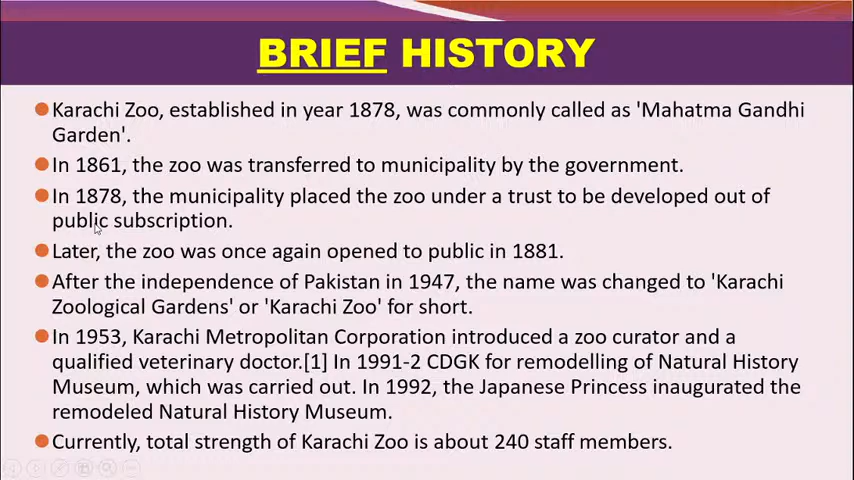 BRIEF HISTORY
Karachi Zoo, established in year 1878, was commonly called as 'Mahatma Gandhi
Garden'.
In 1861, the zoo was transferred to municipality by the government.
In 1878, the municipality placed the zoo under a trust to be developed out of
public subscription.
Later, the zoo was once again opened to public in 1881.
After the independence of Pakistan in 1947, the name was changed to 'Karachi
Zoological Gardens' or 'Karachi Zoo' for short.
In 1953, Karachi Metropolitan Corporation introduced a zoo curator and a
qualified veterinary doctor.[1] In 1991-2 CDGK for remodelling of Natural History
Museum, which was carried out. In 1992, the Japanese Princess inaugurated the
remodeled Natural History Museum.
Currently, total strength of Karachi Zoo is about 240 staff members.